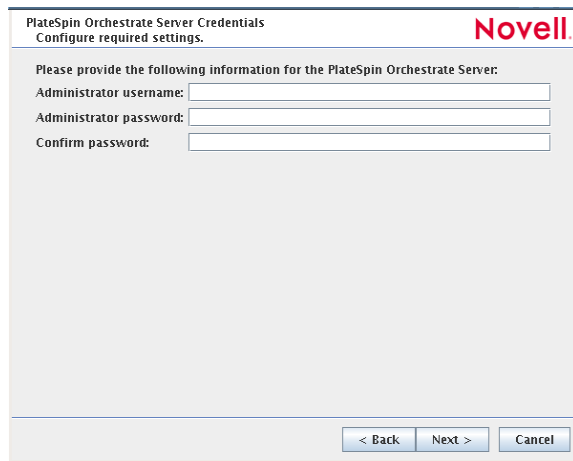 PlateSpin Orchestrate Server Credentials
Configure required settings.
Novell.
Please provide the following information for the PlateSpin Orchestrate Server:
Administrator username:
Administrator password:
Confirm password:
< Back
Next >
Cancel